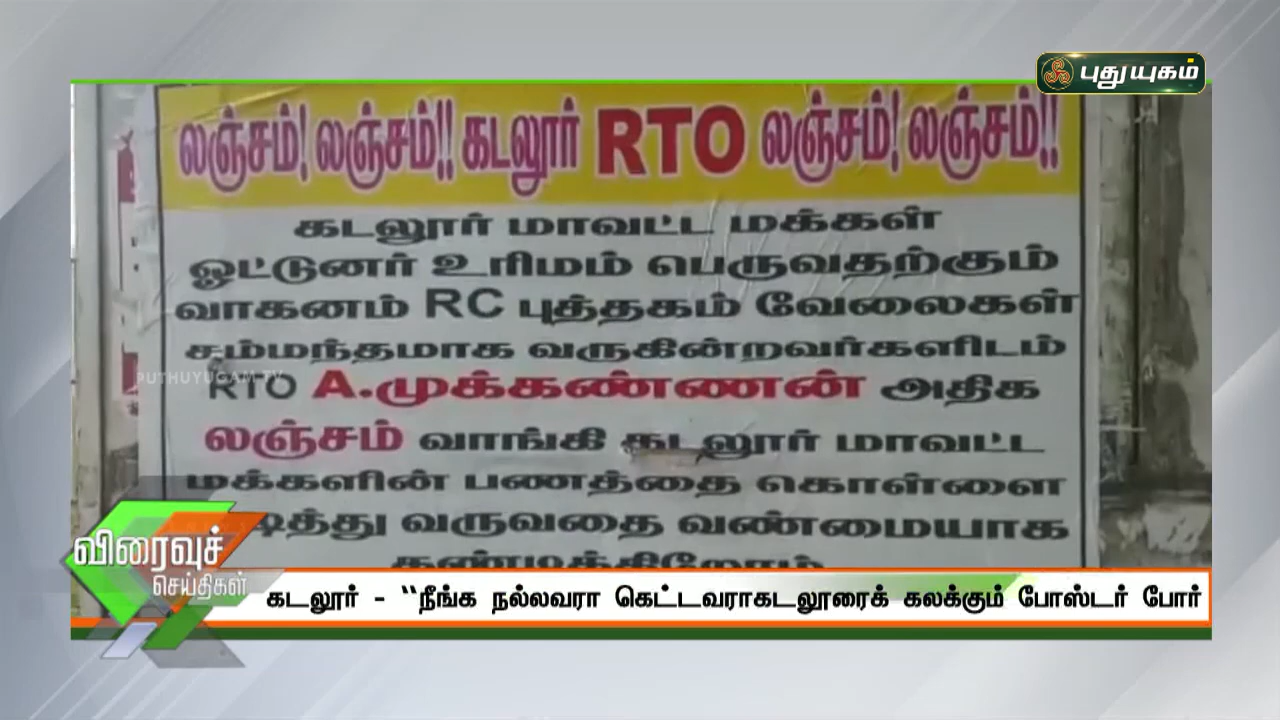 புதுயுகம்
லஞ்சம்! லஞ்சம்!! கடலூர் RTO லஞ்சம்! லஞ்சம்!!
கடலூர் மாவட்ட மக்கள்
ஓட்டுனர் உரிமம் பெருவதற்கும்
வாகனம் RC புத்தகம் வேலைகள்
சம்மந்தமாக வருகின்றவர்களிடம்
PUTHUYUGAM TV
RTO A.முக்கண்ணன் அதிக
லஞ்சம் வாங்கி கடலூர் மாவட்ட
மக்களின் பணத்தை கொள்ளை
வருவதை வண்மையாக
கண்டிக்கிறோம்
விரைவுச்
செய்திகள்
கடலூர் - “நீங்க நல்லவரா கெட்டவராகடலூரைக் கலக்கும் போஸ்டர் போர்